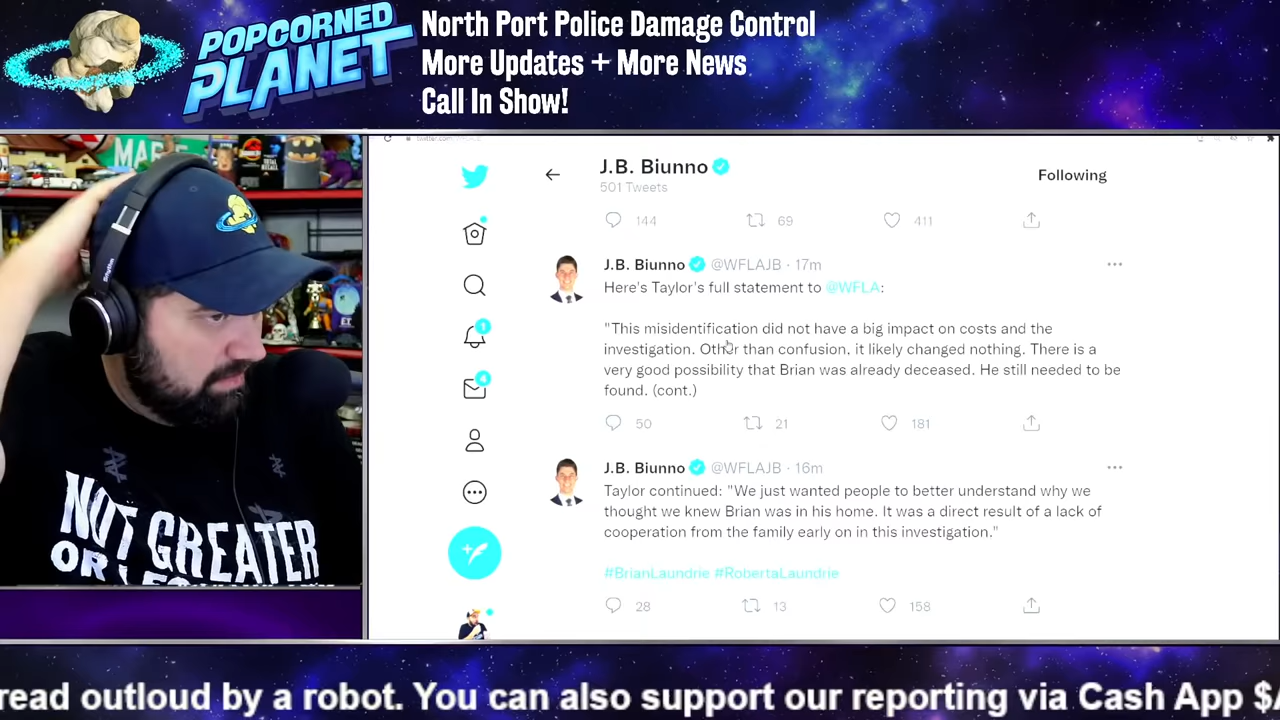 POPCORNED
PLANET
North Port Police Damage Control
More Updates + More News
Call In Show!
MARS
J.B. Biunno
501 Tweets
Following
144 69 411
J.B. Biunno @WFLAJB · 17m
Here's Taylor's full statement to @WFLA:
"This misidentification did not have a big impact on costs and the
investigation. Other than confusion, it likely changed nothing. There is a
very good possibility that Brian was already deceased. He still needed to be
found. (cont.)
50 21 181
J.B. Biunno @WFLAJB · 16m
Taylor continued: "We just wanted people to better understand why we
thought we knew Brian was in his home. It was a direct result of a lack of
cooperation from the family early on in this investigation."
#BrianLaundrie #RobertaLaundrie
28 13 158
1
4
NOT GREATER
read outloud by a robot. You can also support our reporting via Cash App $